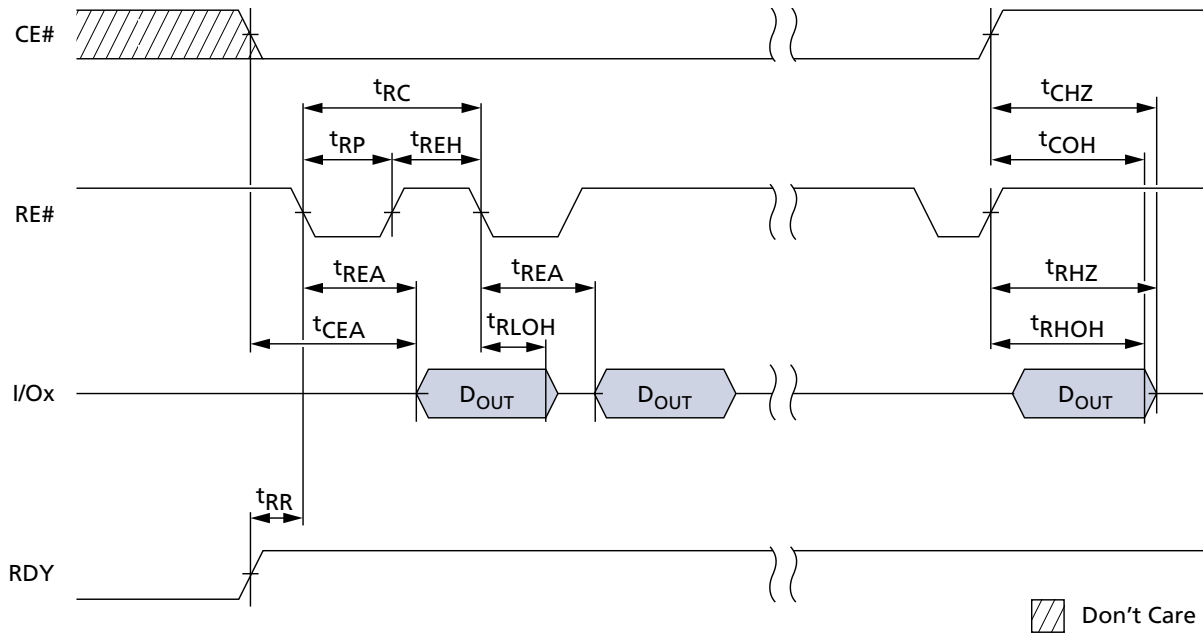 CE#
tRC
tCHZ
tRP
tREH
tCOH
RE#
tREA
tREA
tRHZ
tCEA
tRLOH
tRHOH
I/Ox
DOUT
DOUT
DOUT
tRR
RDY
Don't Care